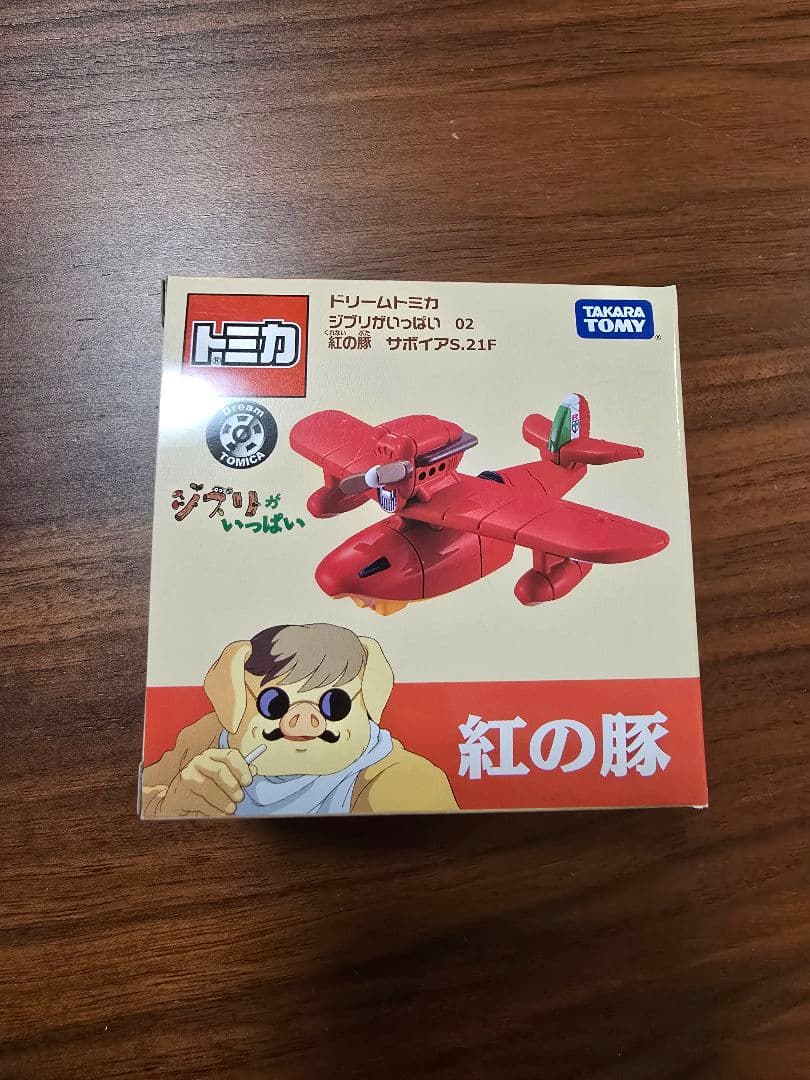 トミカ
®
ドリームトミカ
ジブリがいっぱい 02
くれない ぶた
紅の豚 サボイアS.21F
TAKARA
TOMY
®
Dream
TOMICA
ジブリが
いっぱい
紅の豚